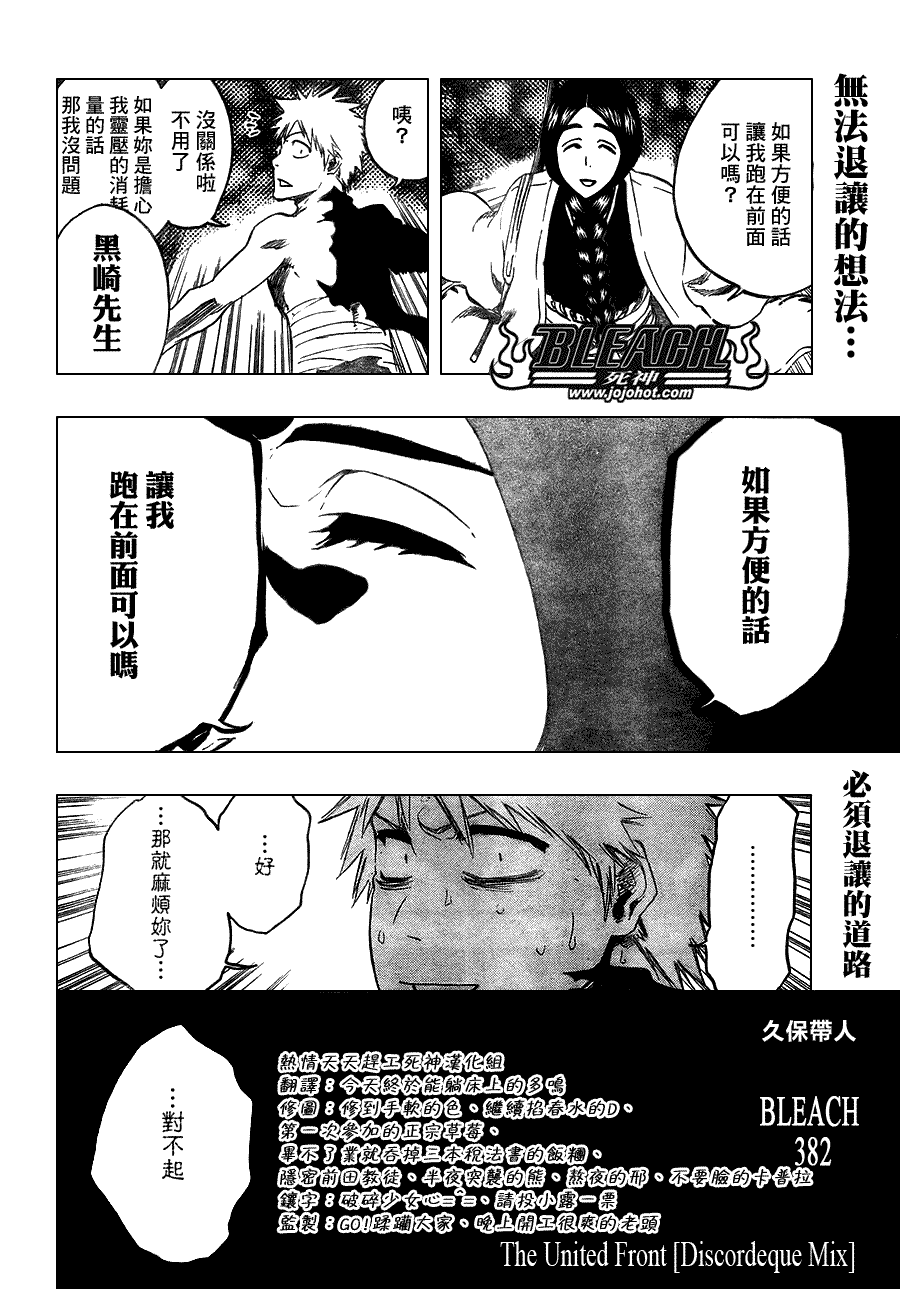 無法退讓的想法…
如果方便的話
讓我跑在前面
可以嗎？
BLEACH
死神
www.jojohot.com
咦？
沒關係啦
不用了
如果妳是擔心
我靈壓的消耗
量的話
那我沒問題
黑崎先生
如果方便的話
讓我
跑在前面可以嗎
必須退讓的道路
…………
…好
…那就麻煩妳了…
…對不起
久保帶人
BLEACH
382
熱情天天趕工死神漢化組
翻譯：今天終於能躺床上的多鳴
修圖：修到手軟的色、繼續掐春水的D、
第一次參加的正宗草莓、
畢不了業就吞掉三本稅法書的飯糰、
隱密前田教徒、半夜突襲的熊、熬夜的邢、不要臉的卡普拉
鑲字：破碎少女心=ˆ=、請投小露一票
監製：GO!蹂躪大家、晚上開工很爽的老頭
The United Front [Discordeque Mix]